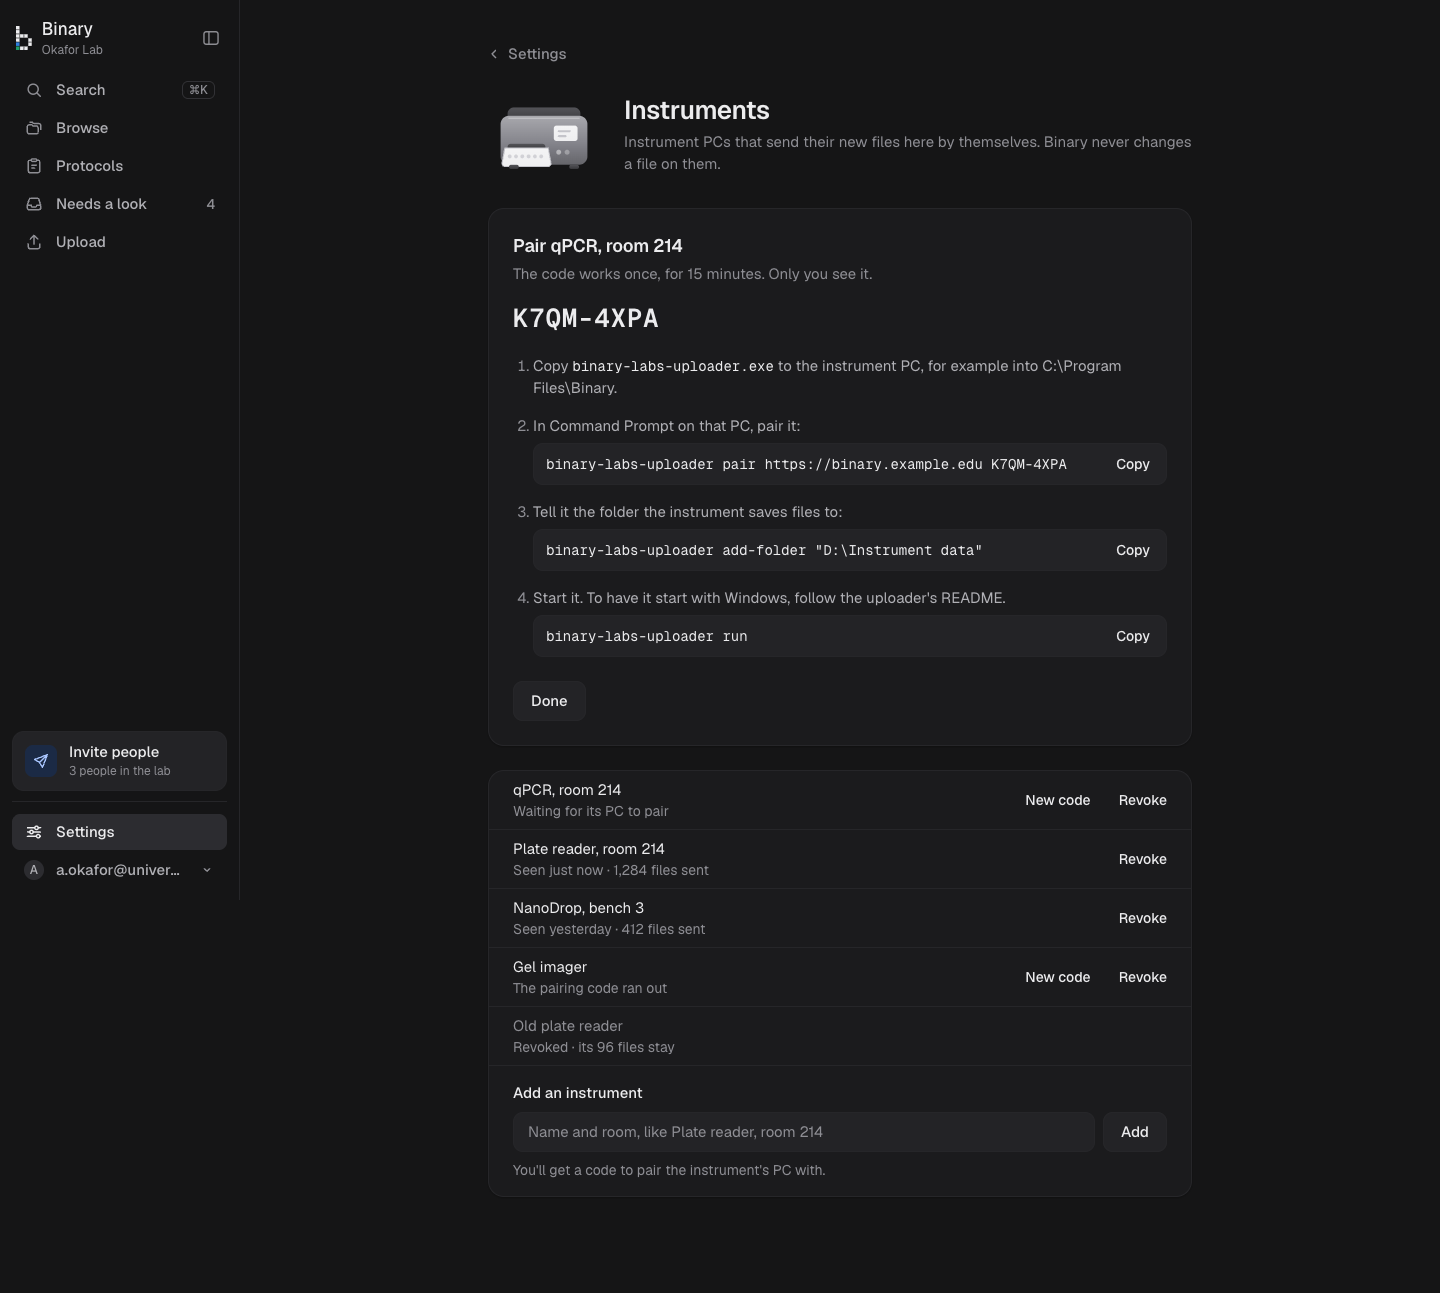 Binary
Okafor Lab
Search
⌘K
Browse
Protocols
Needs a look
4
Upload
Invite people
3 people in the lab
Settings
A
a.okafor@univer...
Settings
Instruments
Instrument PCs that send their new files here by themselves. Binary never changes
a file on them.
Pair qPCR, room 214
The code works once, for 15 minutes. Only you see it.
K7QM-4XPA
1. Copy binary-labs-uploader.exe to the instrument PC, for example into C:\Program
Files\Binary.
2. In Command Prompt on that PC, pair it:
binary-labs-uploader pair https://binary.example.edu K7QM-4XPA
Copy
3. Tell it the folder the instrument saves files to:
binary-labs-uploader add-folder "D:\Instrument data"
Copy
4. Start it. To have it start with Windows, follow the uploader's README.
binary-labs-uploader run
Copy
Done
qPCR, room 214
Waiting for its PC to pair
New code
Revoke
Plate reader, room 214
Seen just now · 1,284 files sent
Revoke
NanoDrop, bench 3
Seen yesterday · 412 files sent
Revoke
Gel imager
The pairing code ran out
New code
Revoke
Old plate reader
Revoked · its 96 files stay
Add an instrument
Name and room, like Plate reader, room 214
Add
You'll get a code to pair the instrument's PC with.